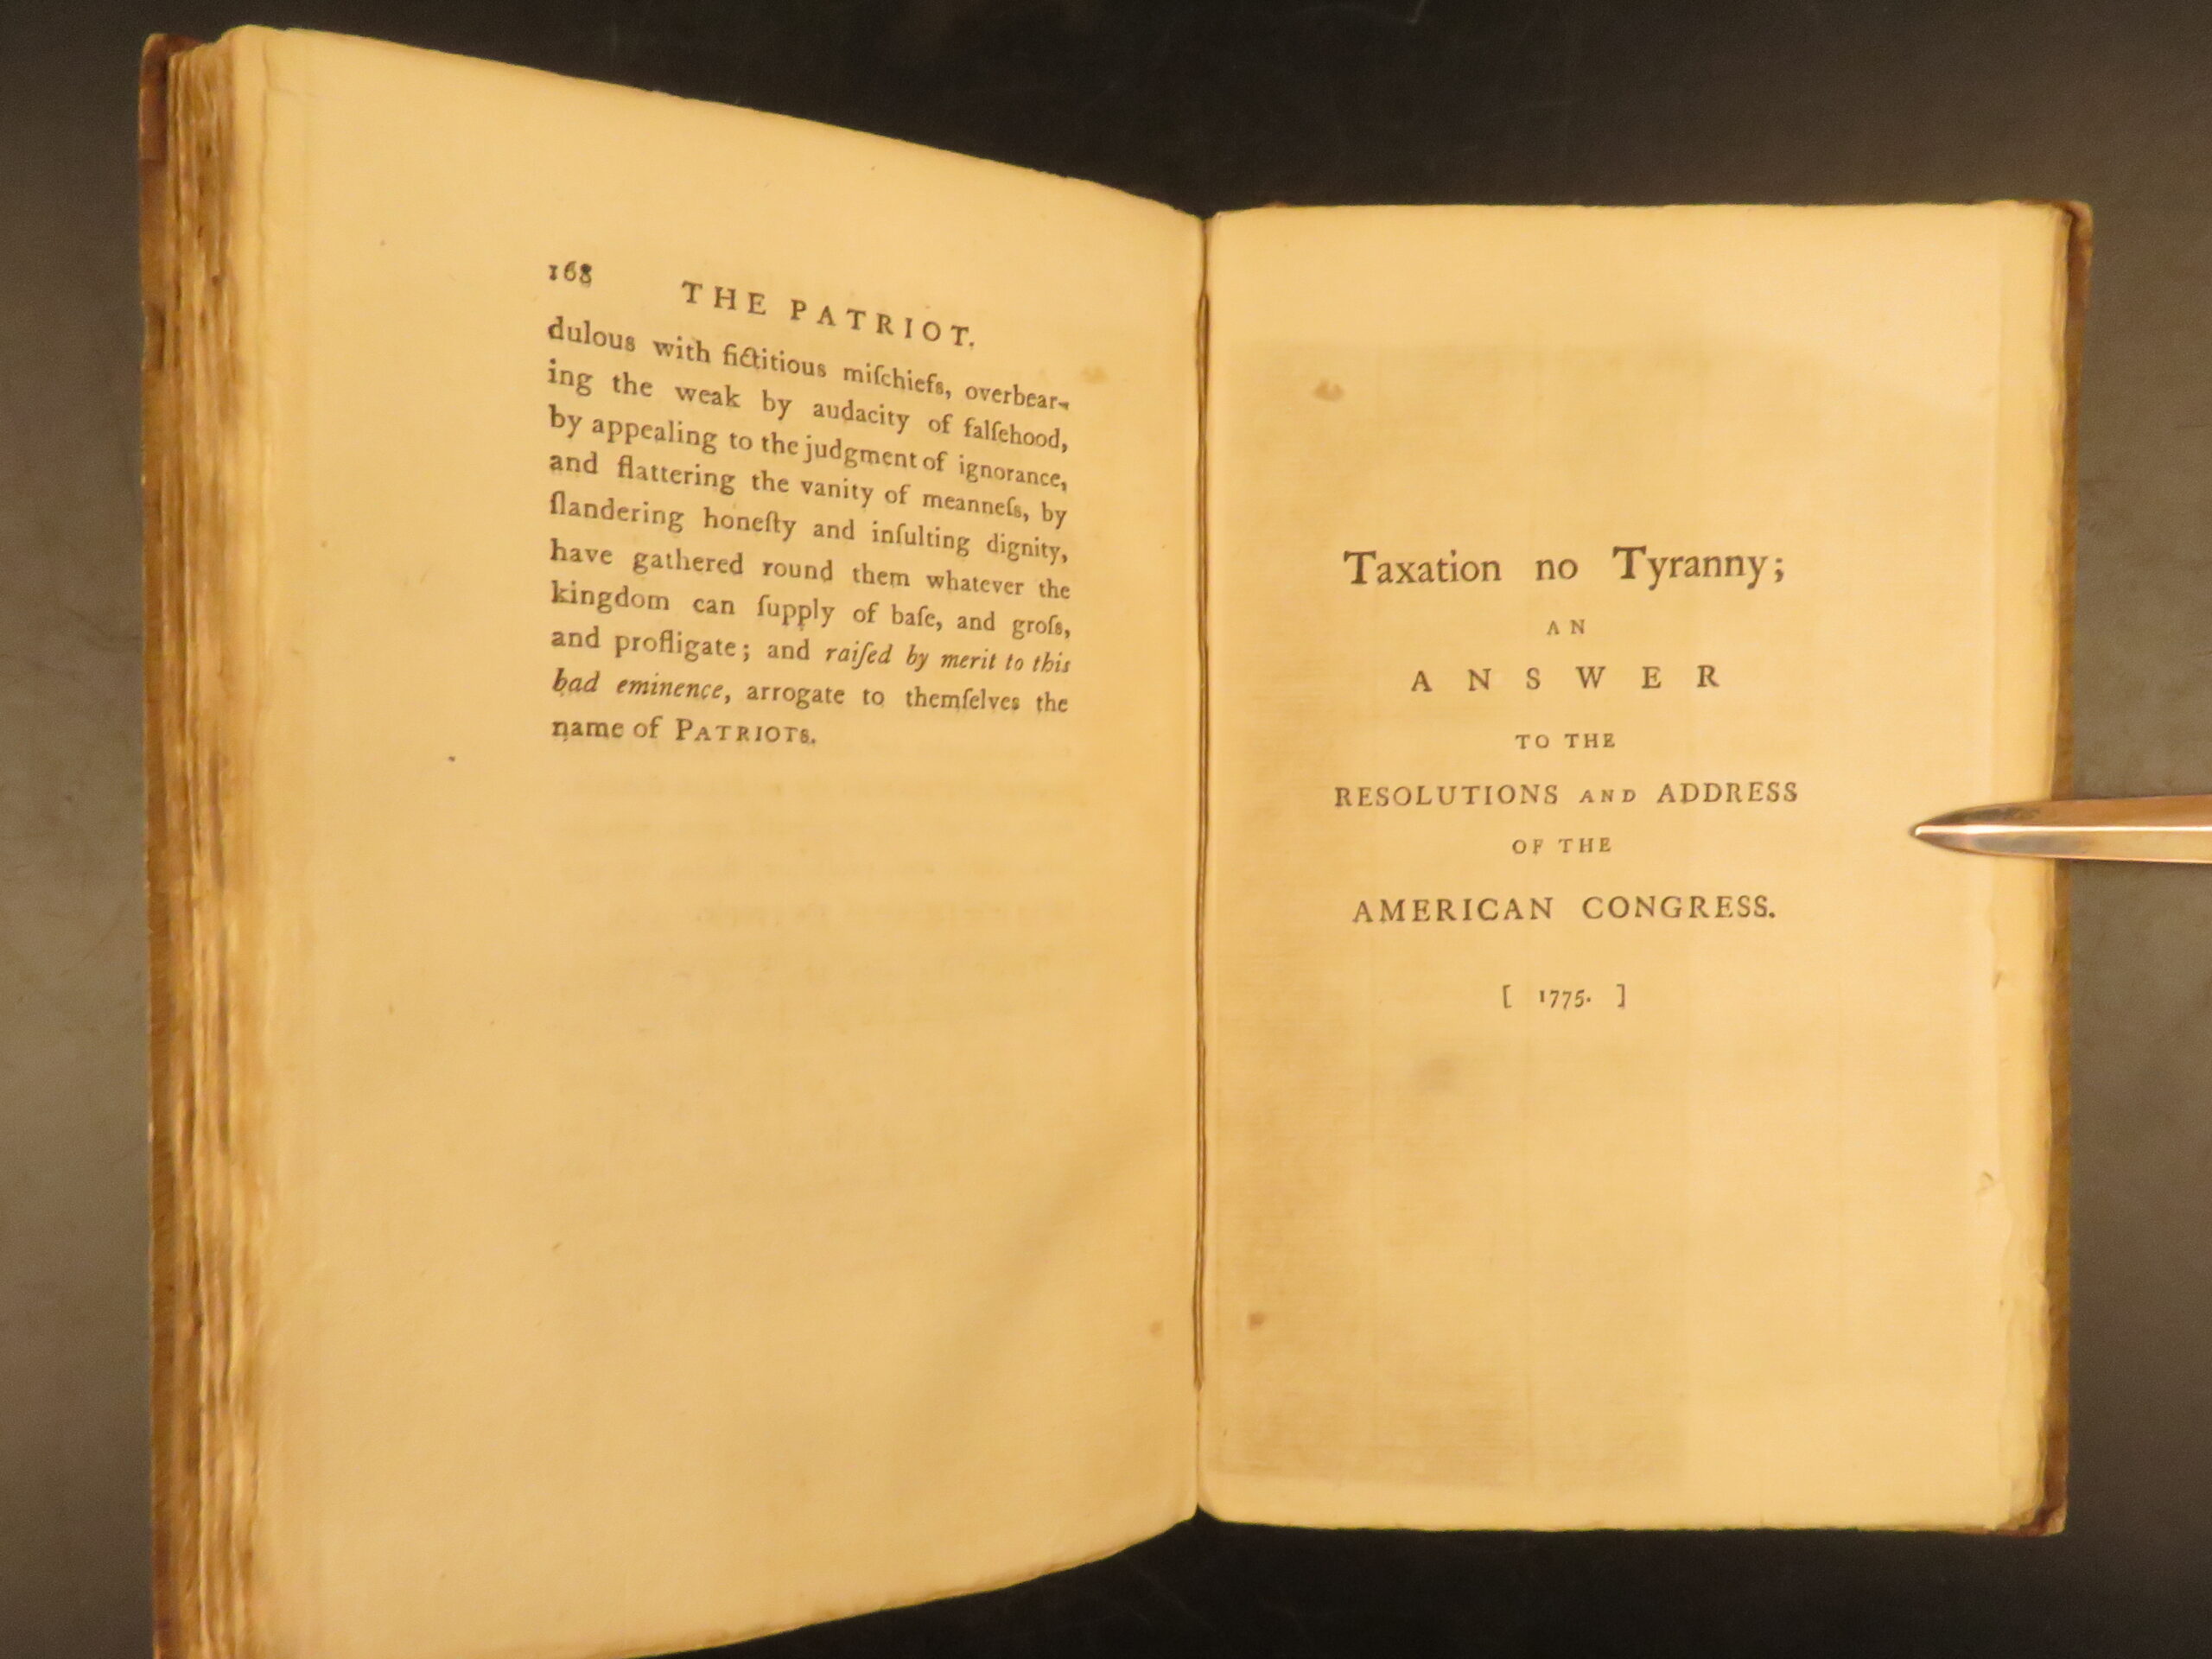 168 THE PATRIOT.
dulous with fictitious miſchiefs, overbear-
ing the weak by audacity of falſehood,
by appealing to the judgment of ignorance,
and flattering the vanity of meanneſs, by
ſlandering honeſty and inſulting dignity,
have gathered round them whatever the
kingdom can ſupply of baſe, and groſs,
and profligate; and raiſed by merit to this
bad eminence, arrogate to themſelves the
name of PATRIOTS.
Taxation no Tyranny;
AN
ANSWER
TO THE
RESOLUTIONS AND ADDRESS
OF THE
AMERICAN CONGRESS.
[ 1775. ]